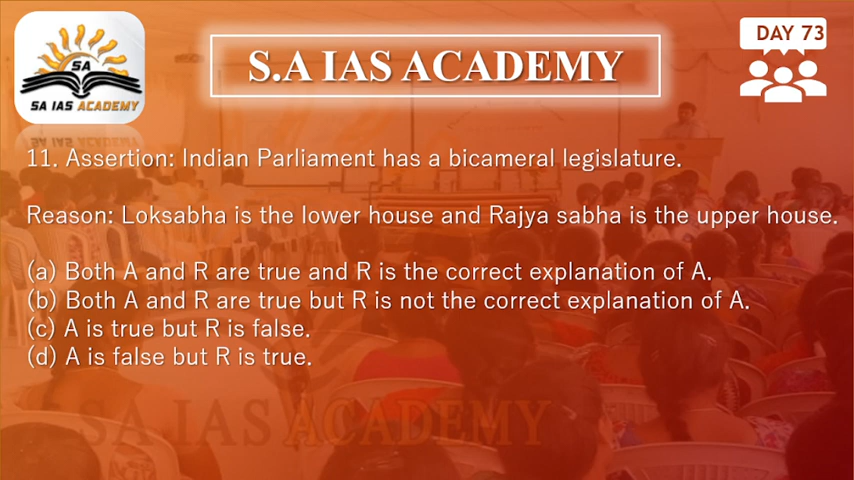 SA
SA IAS ACADEMY
S.A IAS ACADEMY
DAY 73
11. Assertion: Indian Parliament has a bicameral legislature.
Reason: Loksabha is the lower house and Rajya sabha is the upper house.
(a) Both A and R are true and R is the correct explanation of A.
(b) Both A and R are true but R is not the correct explanation of A.
(c) A is true but R is false.
(d) A is false but R is true.
SA IAS ACADEMY